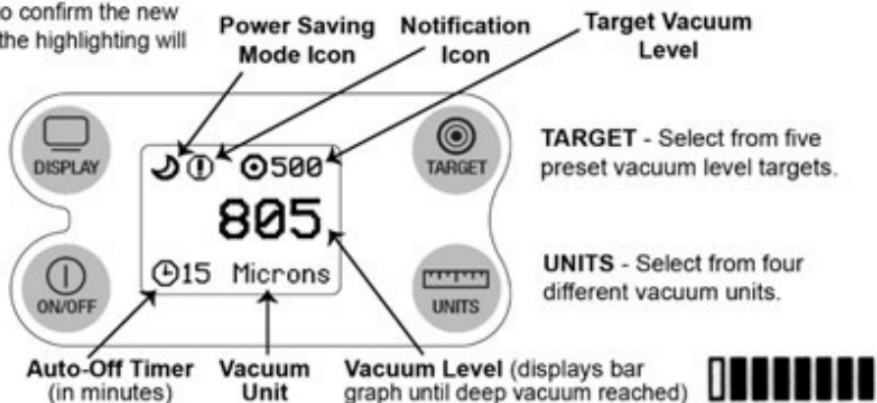 to confirm the new
the highlighting will
Power Saving
Mode Icon
Notification
Icon
Target Vacuum
Level
DISPLAY
500
TARGET
TARGET - Select from five
preset vacuum level targets.
805
ON/OFF
15 Microns
UNITS
UNITS - Select from four
different vacuum units.
Auto-Off Timer
(in minutes)
Vacuum
Unit
Vacuum Level (displays bar
graph until deep vacuum reached)